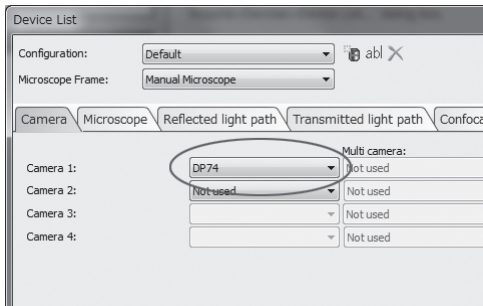 Device List
Configuration: Default abl
Microscope Frame: Manual Microscope
Camera Microscope Reflected light path Transmitted light path Confoca
Multi camera:
Camera 1: DP74 Not used
Camera 2: Not used Not used
Camera 3: Not used
Camera 4: Not used